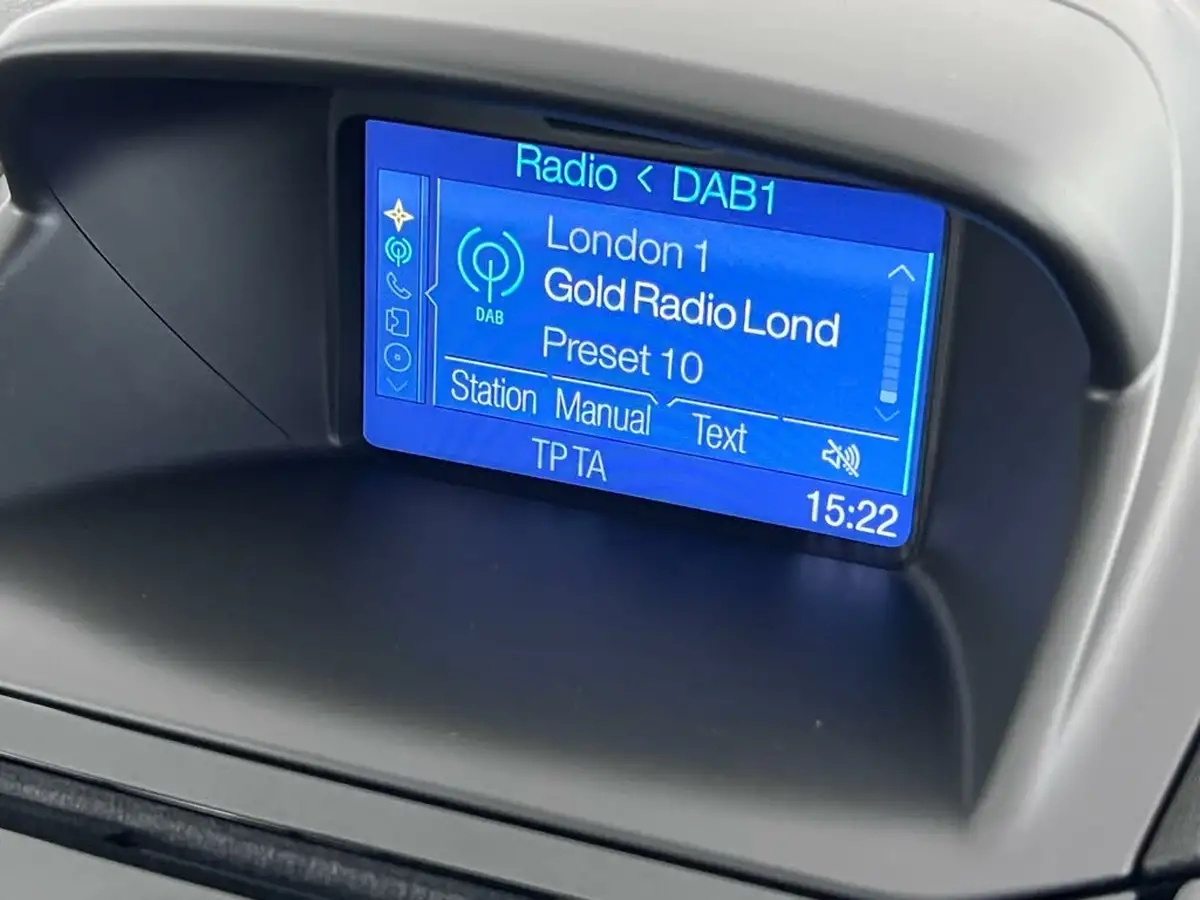 Radio < DAB1
London 1
DAB
Gold Radio Lond
Preset 10
Station Manual Text
TP TA
15:22